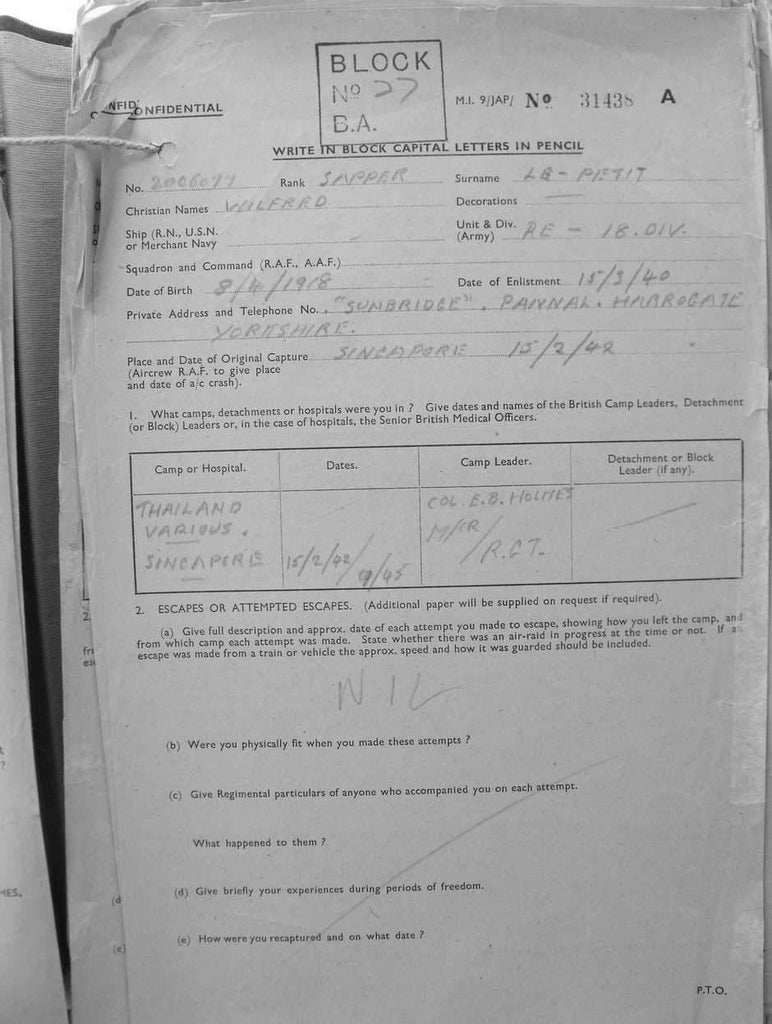 BLOCK
No 27
B.A.
CONFIDENTIAL
M.I. 9/JAP/ No 31438 A
WRITE IN BLOCK CAPITAL LETTERS IN PENCIL
No. Rank SAPPER Surname LE-PETIT
Christian Names WILFRED Decorations
Ship (R.N., U.S.N. Unit & Div. RE - 18.DIV.
or Merchant Navy (Army)
Squadron and Command (R.A.F., A.A.F.)
Date of Birth 8/4/1918 Date of Enlistment 15/3/40
Private Address and Telephone No. "SUNBRIDGE". PANNAL. HARROGATE
YORKSHIRE.
Place and Date of Original Capture SINGAPORE 15/2/42
(Aircrew R.A.F. to give place
and date of a/c crash).
1. What camps, detachments or hospitals were you in ? Give dates and names of the British Camp Leaders, Detachment
(or Block) Leaders or, in the case of hospitals, the Senior British Medical Officers.
Camp or Hospital. Dates. Camp Leader. Detachment or Block
Leader (if any).
THAILAND COL. E.B. HOLMES
VARIOUS. M/CR/
SINGAPORE 15/2/42/9/45 R.GT.
2. ESCAPES OR ATTEMPTED ESCAPES. (Additional paper will be supplied on request if required).
(a) Give full description and approx. date of each attempt you made to escape, showing how you left the camp, and
from which camp each attempt was made. State whether there was an air-raid in progress at the time or not. If a
escape was made from a train or vehicle the approx. speed and how it was guarded should be included.
NIL
(b) Were you physically fit when you made these attempts ?
(c) Give Regimental particulars of anyone who accompanied you on each attempt.
What happened to them ?
(d) Give briefly your experiences during periods of freedom.
(e) How were you recaptured and on what date ?
P.T.O.